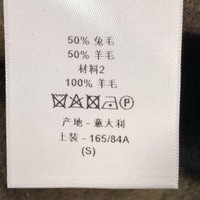 50% 兔毛
50% 羊毛
材料2
100% 羊毛
产地 - 意大利
上装 - 165/84A
(S)